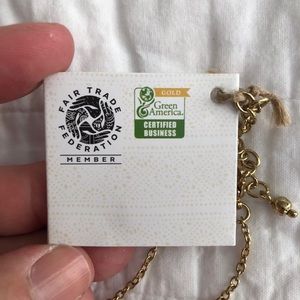 FAIR TRADE
FEDERATION
MEMBER
GOLD
Green
America.
CERTIFIED
BUSINESS